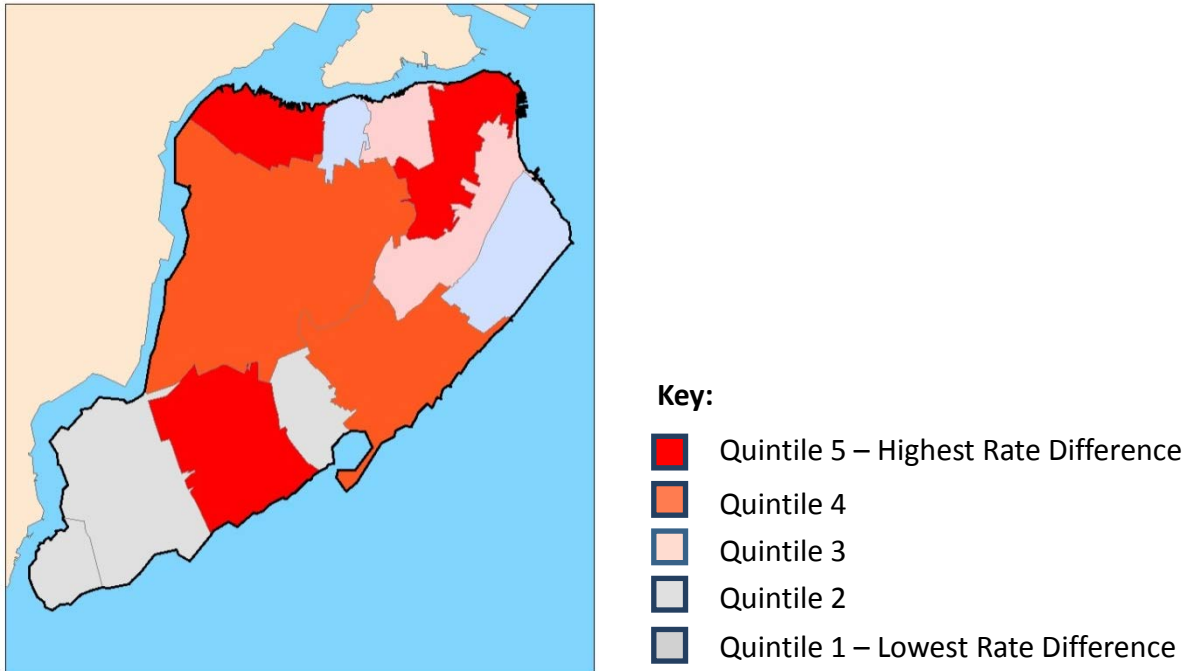 Key:
Quintile 5 – Highest Rate Difference
Quintile 4
Quintile 3
Quintile 2
Quintile 1 – Lowest Rate Difference